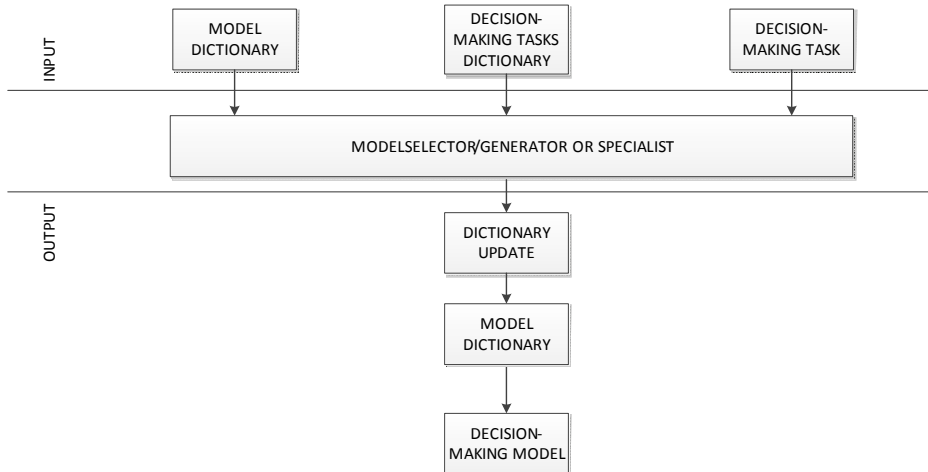 INPUT
MODEL
DICTIONARY
DECISION-
MAKING TASKS
DICTIONARY
DECISION-
MAKING TASK
MODELSELECTOR/GENERATOR OR SPECIALIST
OUTPUT
DICTIONARY
UPDATE
MODEL
DICTIONARY
DECISION-
MAKING MODEL